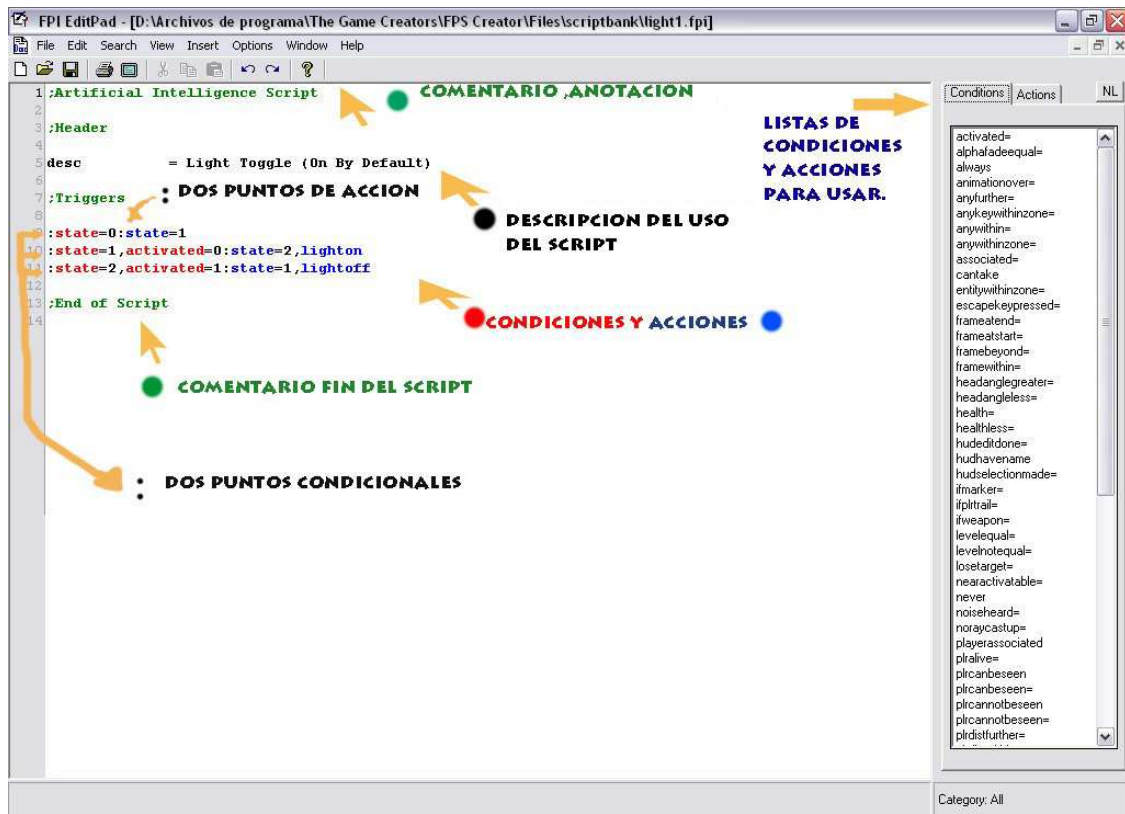 FPI EditPad - [D:\Archivos de programa\The Game Creators\FPS Creator\Files\scriptbank\light1.fpi]
File Edit Search View Insert Options Window Help
1 ;Artificial Intelligence Script
2
3 ;Header
4
5 desc = Light Toggle (On By Default)
6
7 ;Triggers
8
9 :state=0:state=1
10 :state=1,activated=0:state=2,lighton
11 :state=2,activated=1:state=1,lightoff
12
13 ;End of Script
14
COMENTARIO ,ANOTACION
LISTAS DE
CONDICIONES
Y ACCIONES
PARA USAR.
: DOS PUNTOS DE ACCION
DESCRIPCION DEL USO
DEL SCRIPT
CONDICIONES Y ACCIONES
COMENTARIO FIN DEL SCRIPT
: DOS PUNTOS CONDICIONALES
Conditions Actions NL
activated=
alphafadeequal=
always
animationover=
anyfurther=
anykeywithinzone=
anywithin=
anywithinzone=
associated=
cantake
entitywithinzone=
escapekeypressed=
frameatend=
frameatstart=
framebeyond=
framewithin=
headanglegreater=
headangleless=
health=
healthless=
hudeditdone=
hudhavename
hudselectionmade=
ifmarker=
ifplrtrail=
ifweapon=
levelequal=
levelnotequal=
losetarget=
nearactivatable=
never
noiseheard=
noraycastup=
playerassociated
plralive=
plrcanbeseen
plrcanbeseen=
plrcannotbeseen
plrcannotbeseen=
plrdistfurther=
Category: All